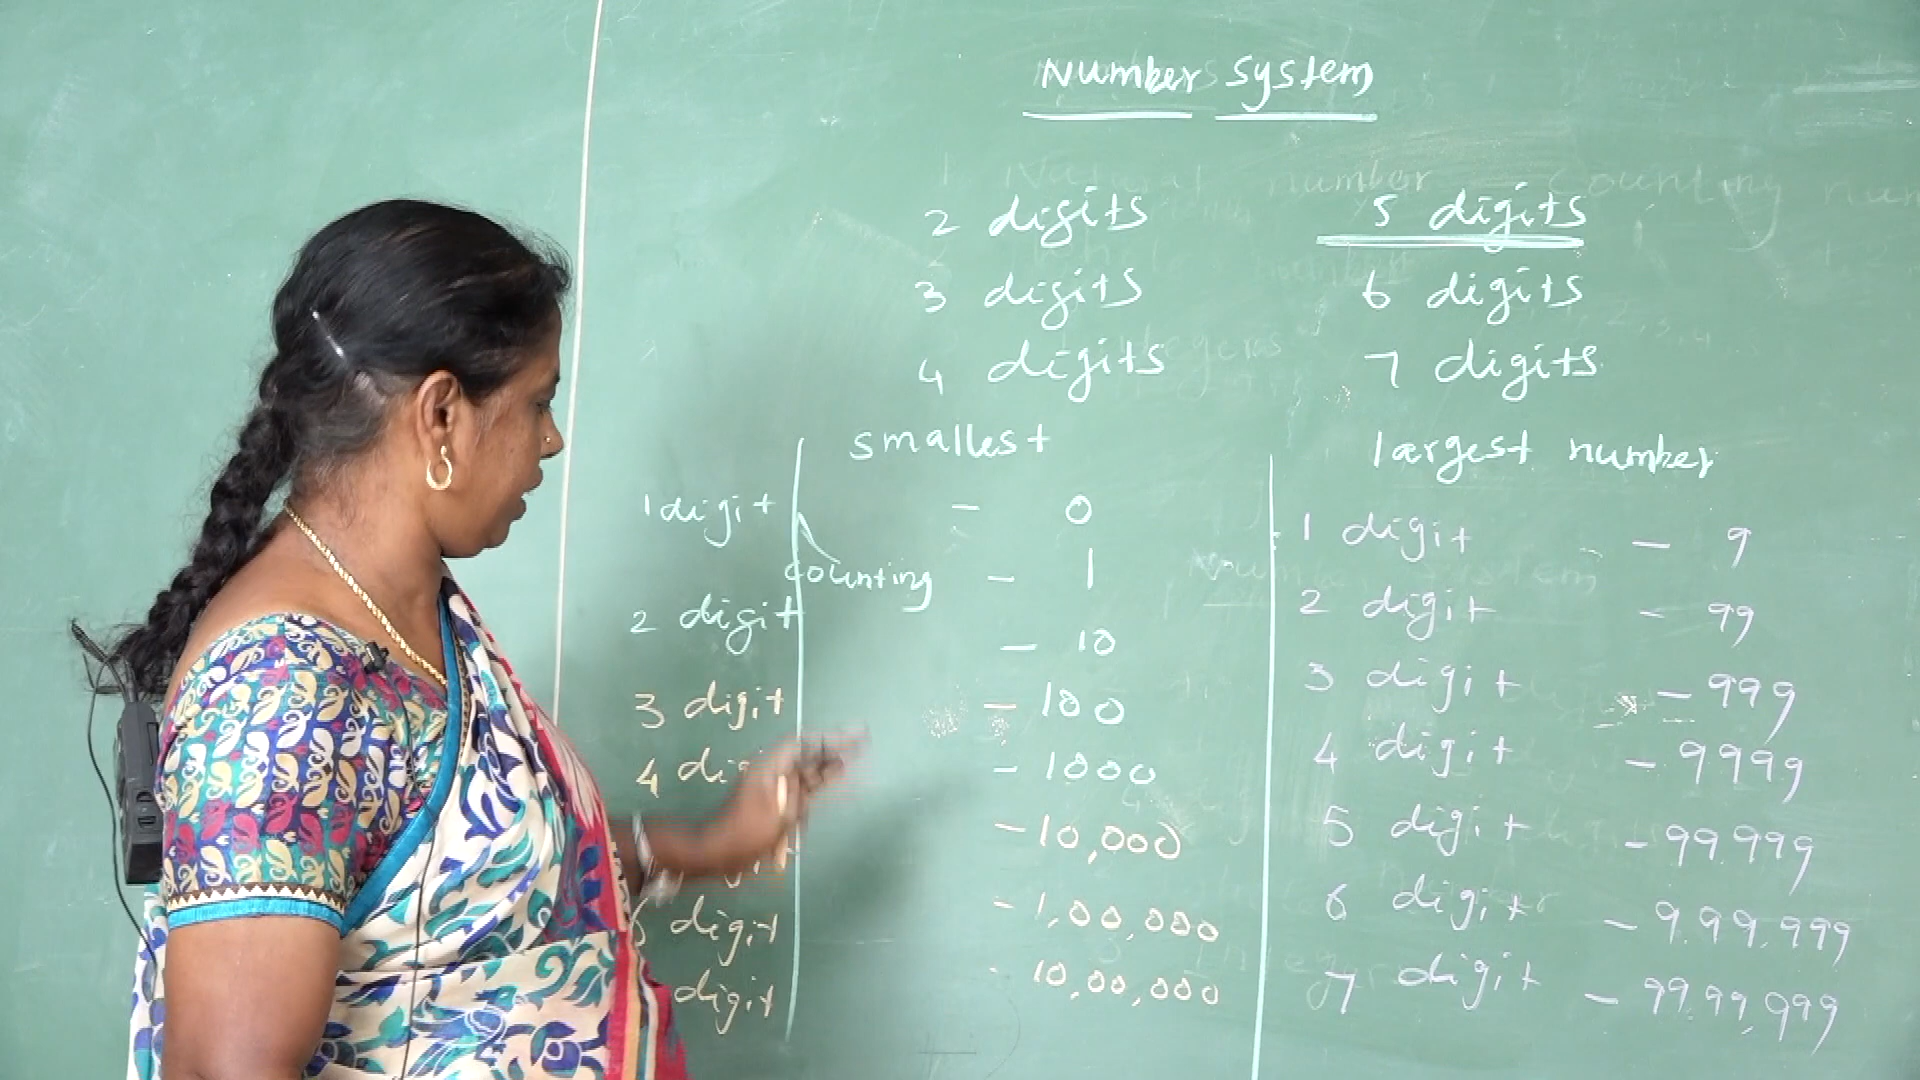 Number System
2 digits 5 digits
3 digits 6 digits
4 digits 7 digits
smallest largest number
1 digit - 0 1 digit - 9
counting - 1
2 digit - 10 2 digit - 99
3 digit - 100 3 digit - 999
4 - 1000 4 digit - 9999
- 10,000 5 digit - 99,999
digit - 1,00,000 6 digit - 9,99,999
digit - 10,00,000 7 digit - 99,99,999